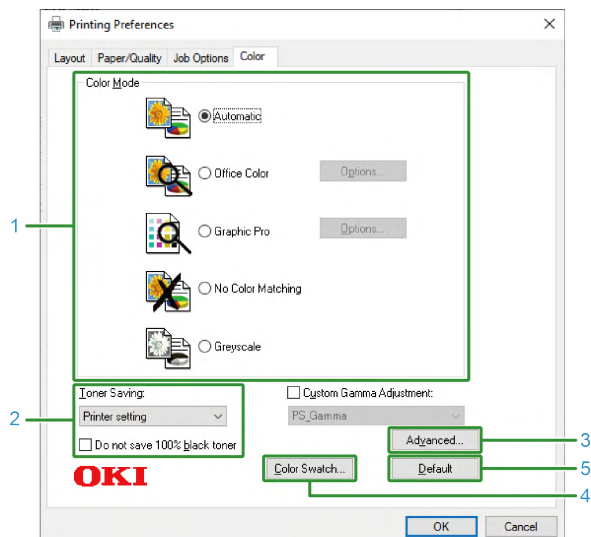 Printing Preferences
Layout Paper/Quality Job Options Color
Color Mode
Automatic
Office Color Options...
1 Graphic Pro Options...
No Color Matching
Greyscale
Toner Saving: Custom Gamma Adjustment:
2 Printer setting PS_Gamma
Do not save 100% black toner Advanced... 3
OKI Color Swatch... Default 5
4
OK Cancel